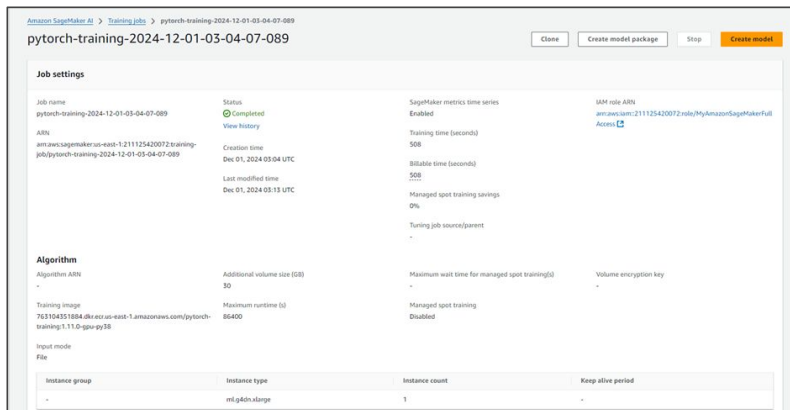 Amazon SageMaker AI > Training jobs > pytorch-training-2024-12-01-03-04-07-089
pytorch-training-2024-12-01-03-04-07-089
Clone
Create model package
Stop
Create model
Job settings
Job name
pytorch-training-2024-12-01-03-04-07-089
ARN
arn:aws:sagemaker:us-east-1:211125420072:training-
job/pytorch-training-2024-12-01-03-04-07-089
Status
Completed
View history
Creation time
Dec 01, 2024 03:04 UTC
Last modified time
Dec 01, 2024 03:13 UTC
SageMaker metrics time series
Enabled
Training time (seconds)
508
Billable time (seconds)
508
Managed spot training savings
0%
Tuning job source/parent
-
IAM role ARN
arn:aws:iam::211125420072:role/MyAmazonSageMakerFull
Access
Algorithm
Algorithm ARN
-
Training image
763104351884.dkr.ecr.us-east-1.amazonaws.com/pytorch-
training:1.11.0-gpu-py38
Input mode
File
Additional volume size (GB)
30
Maximum runtime (s)
86400
Maximum wait time for managed spot training(s)
-
Managed spot training
Disabled
Volume encryption key
-
Instance group
Instance type
Instance count
Keep alive period
-
ml.g4dn.xlarge
1
-